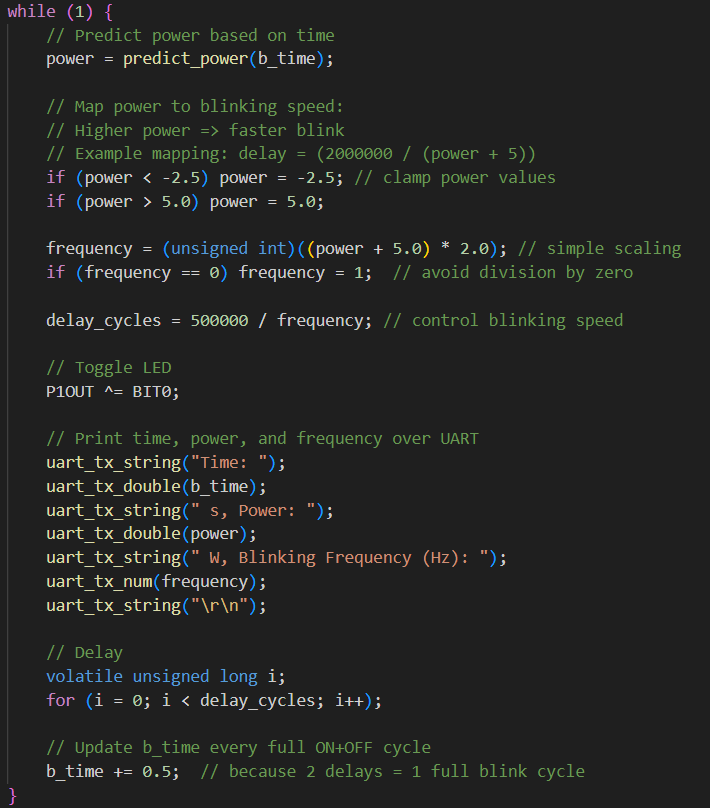 while (1) {
    // Predict power based on time
    power = predict_power(b_time);

    // Map power to blinking speed:
    // Higher power => faster blink
    // Example mapping: delay = (2000000 / (power + 5))
    if (power < -2.5) power = -2.5; // clamp power values
    if (power > 5.0) power = 5.0;

    frequency = (unsigned int)((power + 5.0) * 2.0); // simple scaling
    if (frequency == 0) frequency = 1;  // avoid division by zero

    delay_cycles = 500000 / frequency; // control blinking speed

    // Toggle LED
    P1OUT ^= BIT0;

    // Print time, power, and frequency over UART
    uart_tx_string("Time: ");
    uart_tx_double(b_time);
    uart_tx_string(" s, Power: ");
    uart_tx_double(power);
    uart_tx_string(" W, Blinking Frequency (Hz): ");
    uart_tx_num(frequency);
    uart_tx_string("\r\n");

    // Delay
    volatile unsigned long i;
    for (i = 0; i < delay_cycles; i++);

    // Update b_time every full ON+OFF cycle
    b_time += 0.5;  // because 2 delays = 1 full blink cycle
}